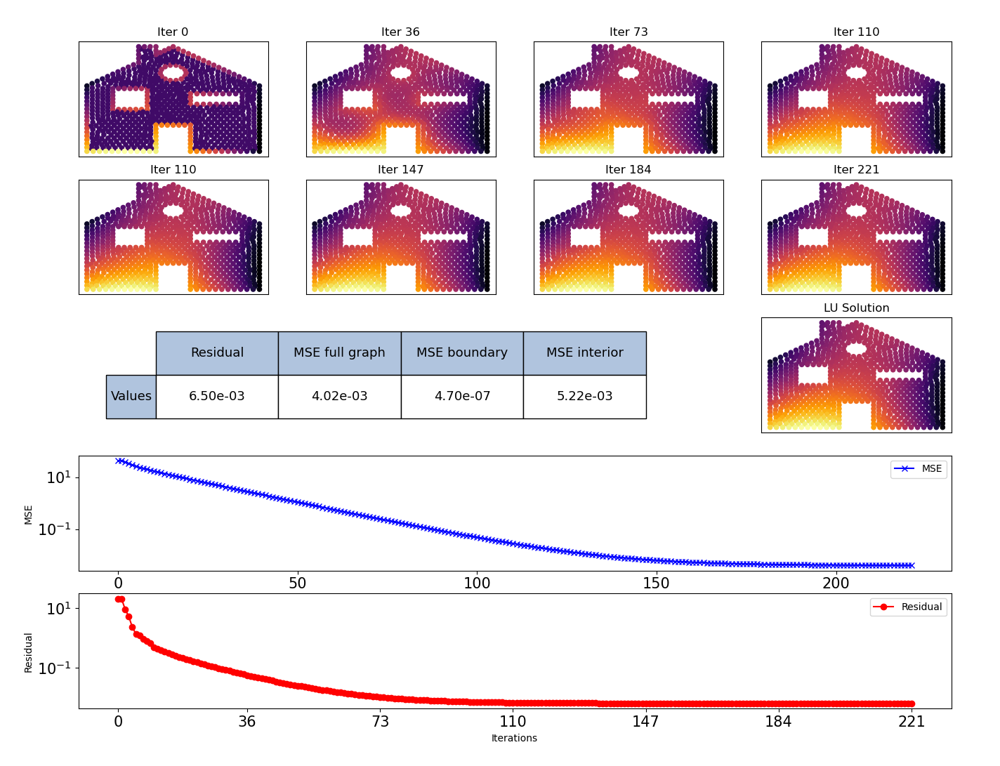 Iter 0 Iter 36 Iter 73 Iter 110
Iter 110 Iter 147 Iter 184 Iter 221
LU Solution
Residual MSE full graph MSE boundary MSE interior
Values 6.50e-03 4.02e-03 4.70e-07 5.22e-03
MSE
10^1
10^-1
MSE
0 50 100 150 200
Residual
10^1
10^-1
Residual
0 36 73 110 147 184 221
Iterations